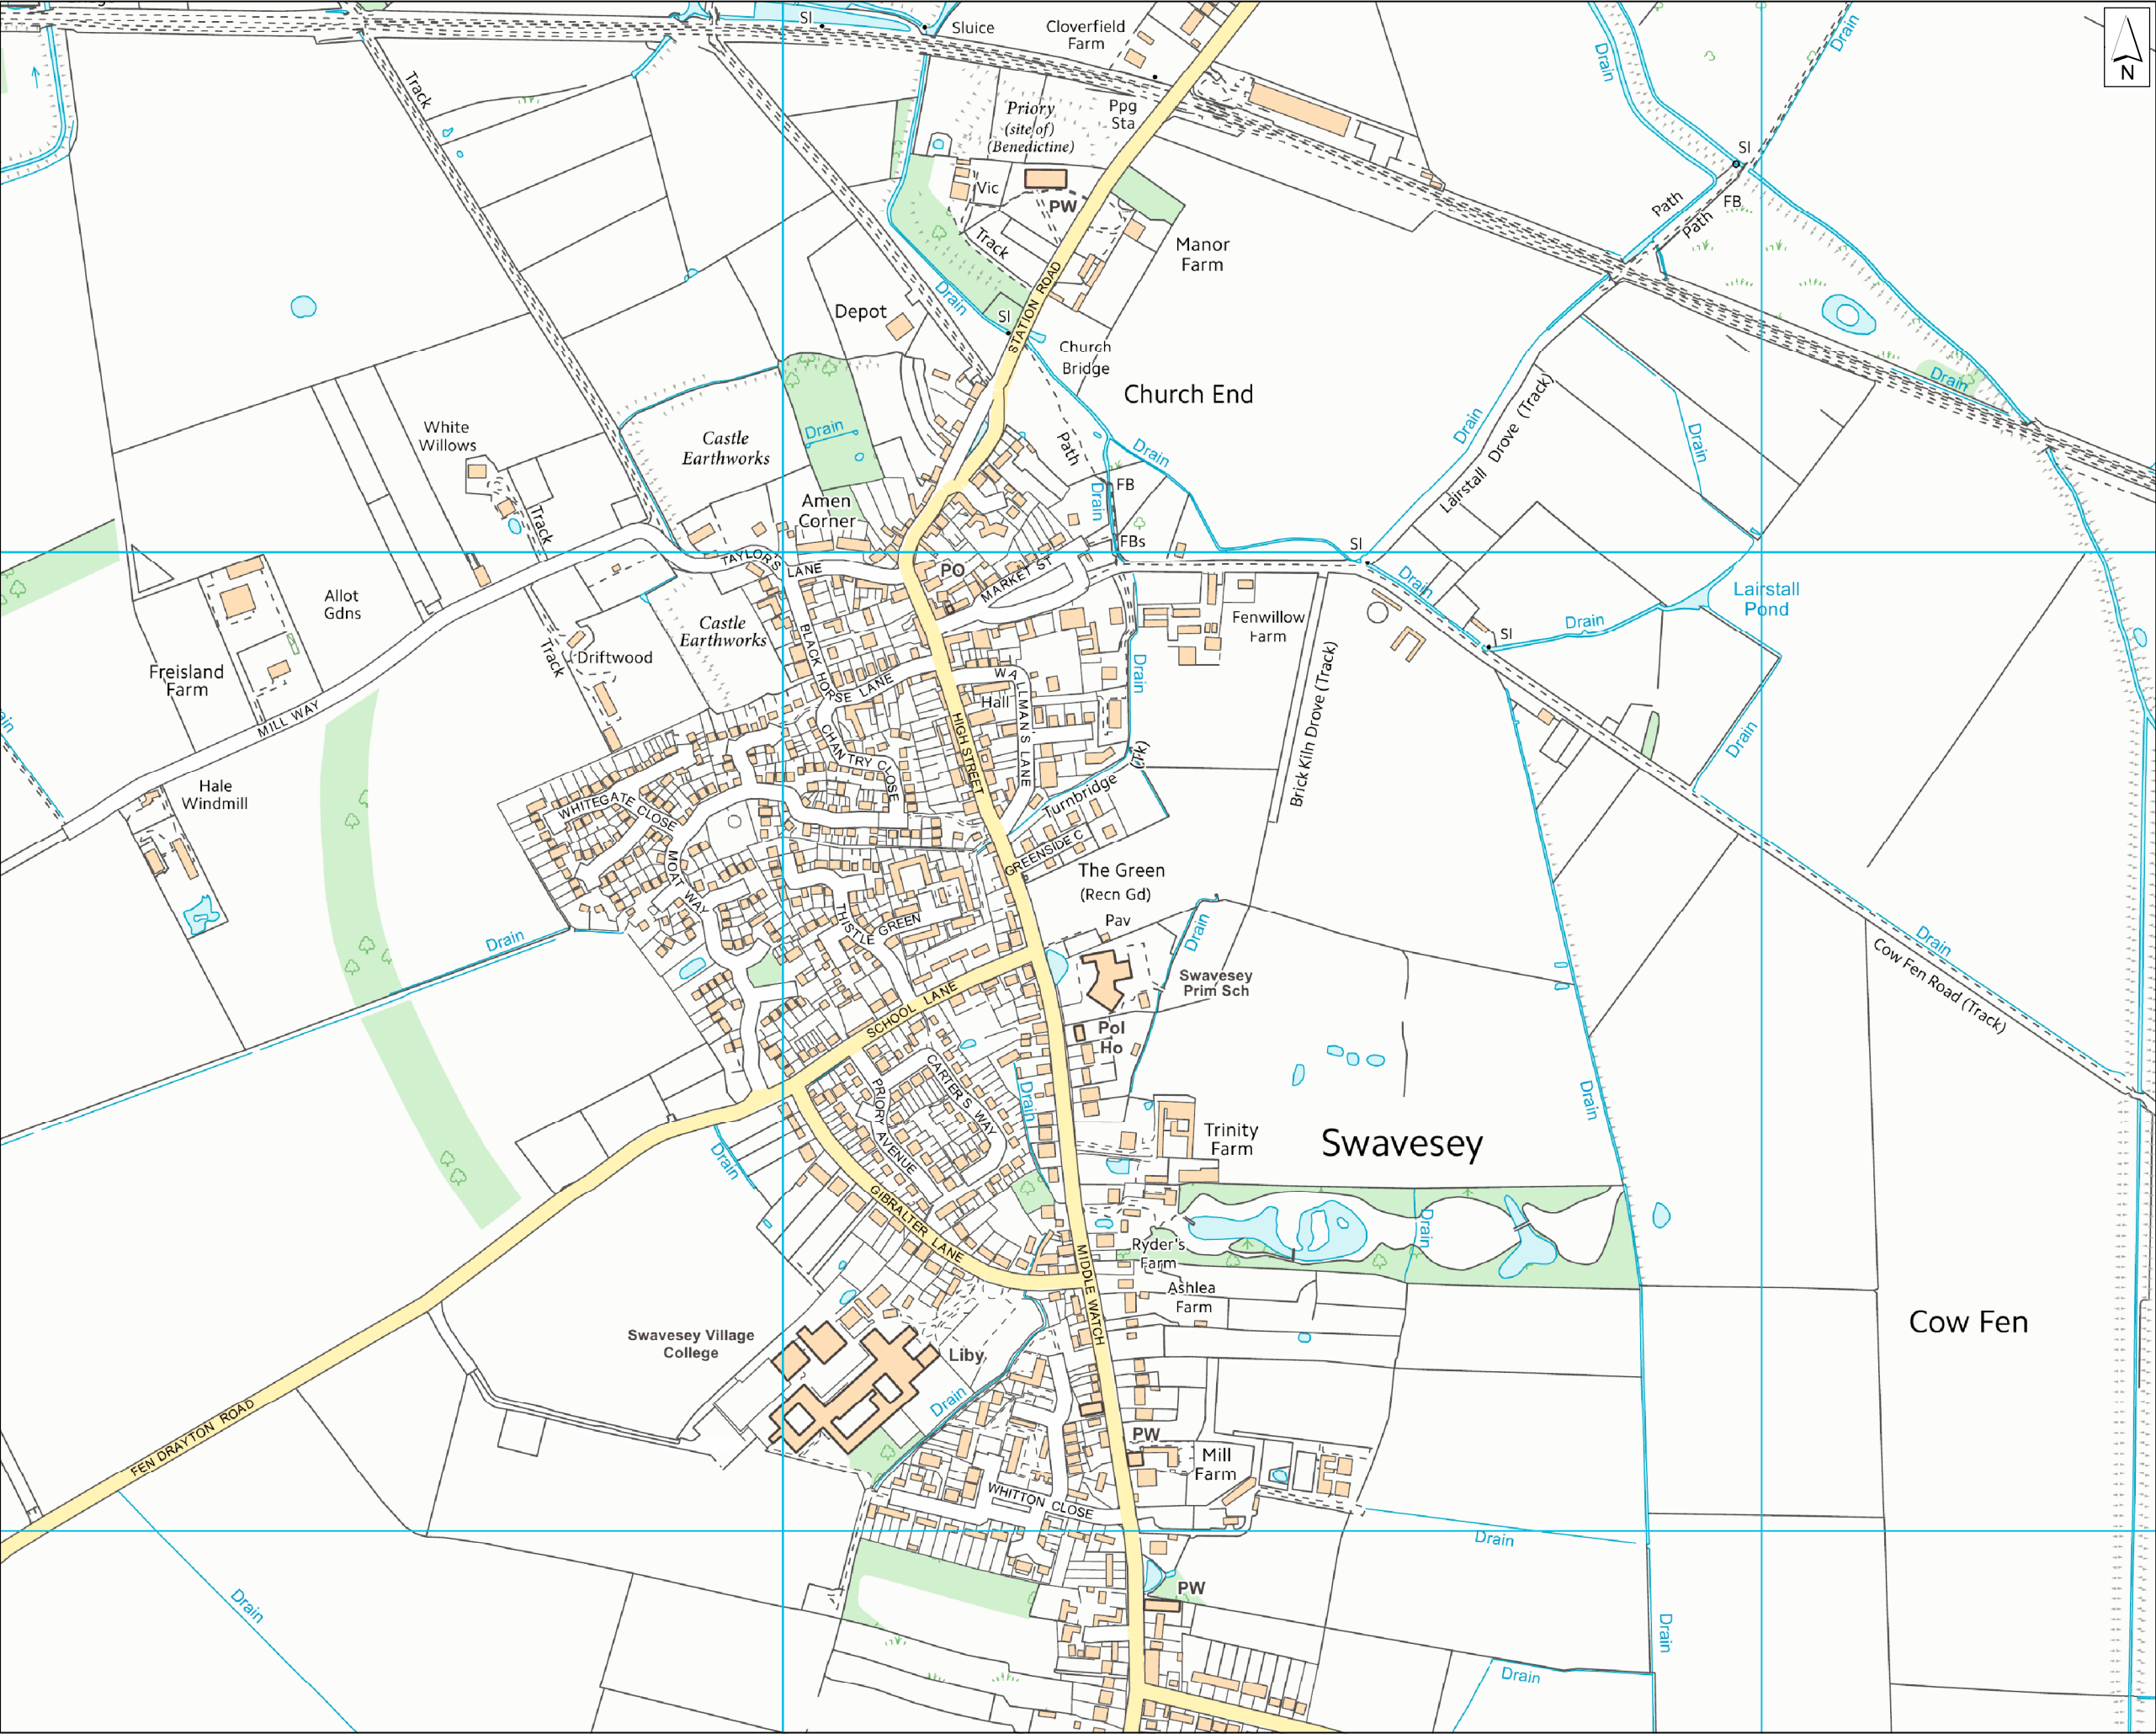 Sl
Sluice
Cloverfield
Farm
N
Track
Drain
Drain
Priory
(site of)
(Benedictine)
Ppg
Sta
Sl
Vic
PW
Path
FB
Path
Track
Manor
Farm
Drain
Depot
Sl
STATION ROAD
Church
Bridge
Church End
Drain
White
Willows
Castle
Earthworks
Drain
Path
Drain
Drain
Lairstall Drove (Track)
Drain
FB
Drain
Track
Amen
Corner
FBs
Sl
TAYLOR'S LANE
PO
MARKET ST
Drain
Lairstall
Pond
Allot
Gdns
Castle
Earthworks
Fenwillow
Farm
Drain
Sl
Driftwood
Track
BLACK HORSE LANE
Freisland
Farm
WALLMAN'S LANE
Hall
Drain
Brick Kiln Drove (Track)
MILL WAY
HIGH STREET
CHANTRY CLOSE
Drain
Hale
Windmill
WHITEGATE CLOSE
Turnbridge
(Tk)
GREENSIDE C
MOAT WAY
The Green
(Recn Gd)
Pav
THISTLE GREEN
Drain
Drain
Drain
Cow Fen Road (Track)
Swavesey
Prim Sch
SCHOOL LANE
Pol
Ho
CARTER'S WAY
PRIORY AVENUE
Drain
Drain
Trinity
Farm
Swavesey
Drain
GIBRALTER LANE
Drain
Ryder's
Farm
MIDDLE WATCH
Ashlea
Farm
Cow Fen
Swavesey Village
College
Liby
Drain
FEN DRAYTON ROAD
PW
Mill
Farm
WHITTON CLOSE
Drain
Drain
PW
Drain
Drain